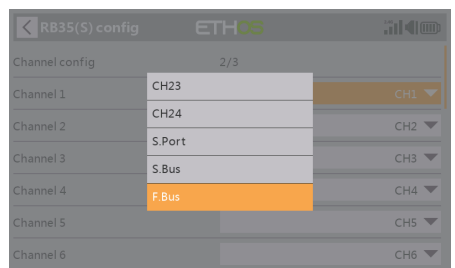 RB35(S) config
ETHOS
Channel config 2/3
Channel 1 CH1
Channel 2 CH2
Channel 3 CH3
Channel 4 CH4
Channel 5 CH5
Channel 6 CH6
CH23
CH24
S.Port
S.Bus
F.Bus